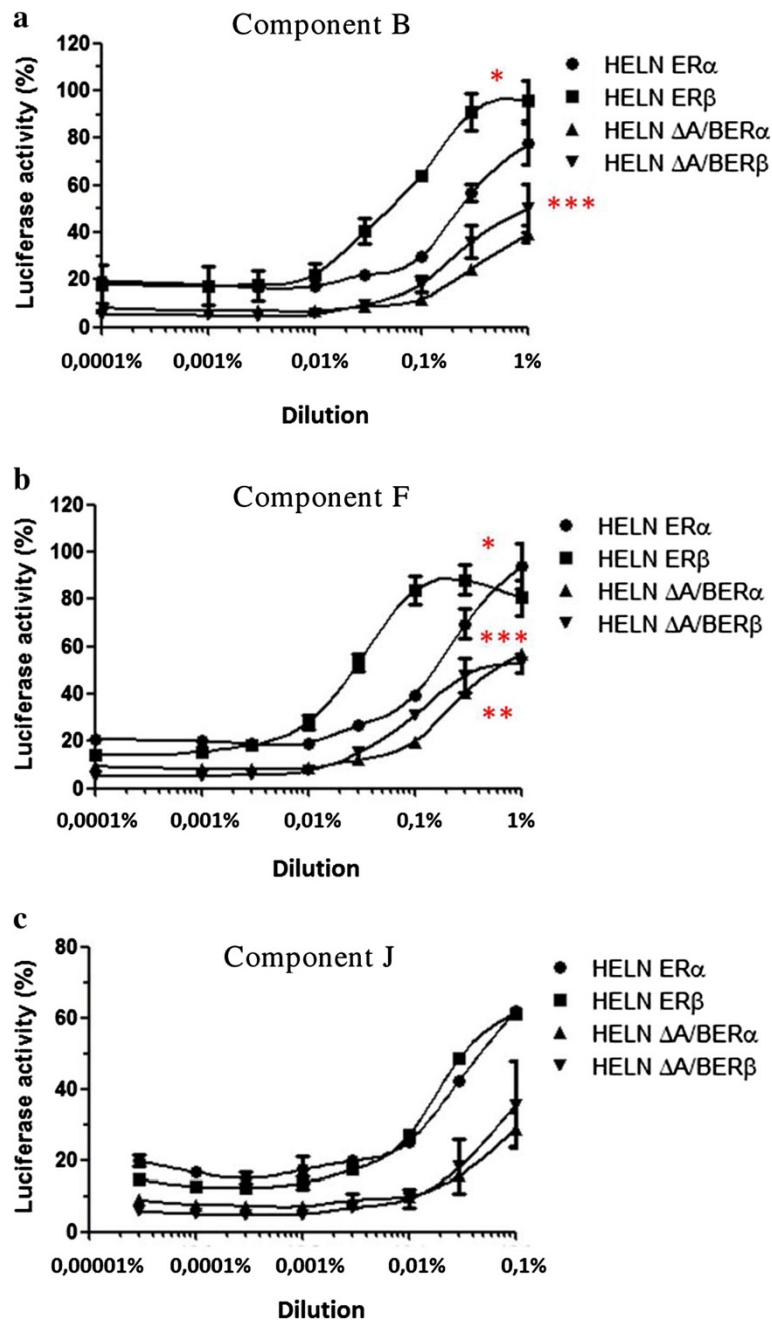 a
Component B
Luciferase activity (%)
120
100
80
60
40
20
0
0,0001%
0,001%
0,01%
0,1%
1%
Dilution
*
***
HELN ERα
HELN ERβ
HELN ΔA/BERα
HELN ΔA/BERβ
b
Component F
Luciferase activity (%)
120
100
80
60
40
20
0
0,0001%
0,001%
0,01%
0,1%
1%
Dilution
*
***
**
HELN ERα
HELN ERβ
HELN ΔA/BERα
HELN ΔA/BERβ
c
Component J
Luciferase activity (%)
80
60
40
20
0
0,00001%
0,0001%
0,001%
0,01%
0,1%
Dilution
HELN ERα
HELN ERβ
HELN ΔA/BERα
HELN ΔA/BERβ